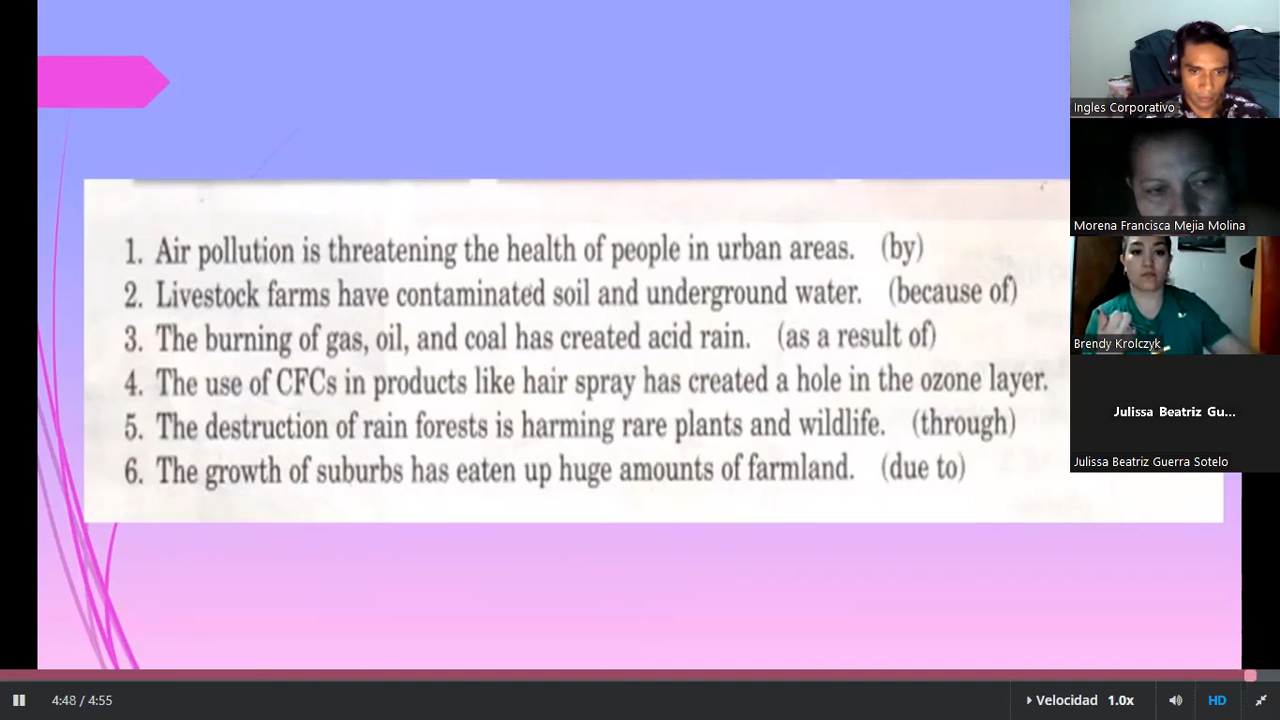 1. Air pollution is threatening the health of people in urban areas. (by)
2. Livestock farms have contaminated soil and underground water. (because of)
3. The burning of gas, oil, and coal has created acid rain. (as a result of)
4. The use of CFCs in products like hair spray has created a hole in the ozone layer.
5. The destruction of rain forests is harming rare plants and wildlife. (through)
6. The growth of suburbs has eaten up huge amounts of farmland. (due to)
Ingles Corporativo
Morena Francisca Mejia Molina
Brendy Krolczyk
Julissa Beatriz Gu...
Julissa Beatriz Guerra Sotelo
4:48 / 4:55
Velocidad 1.0x
HD